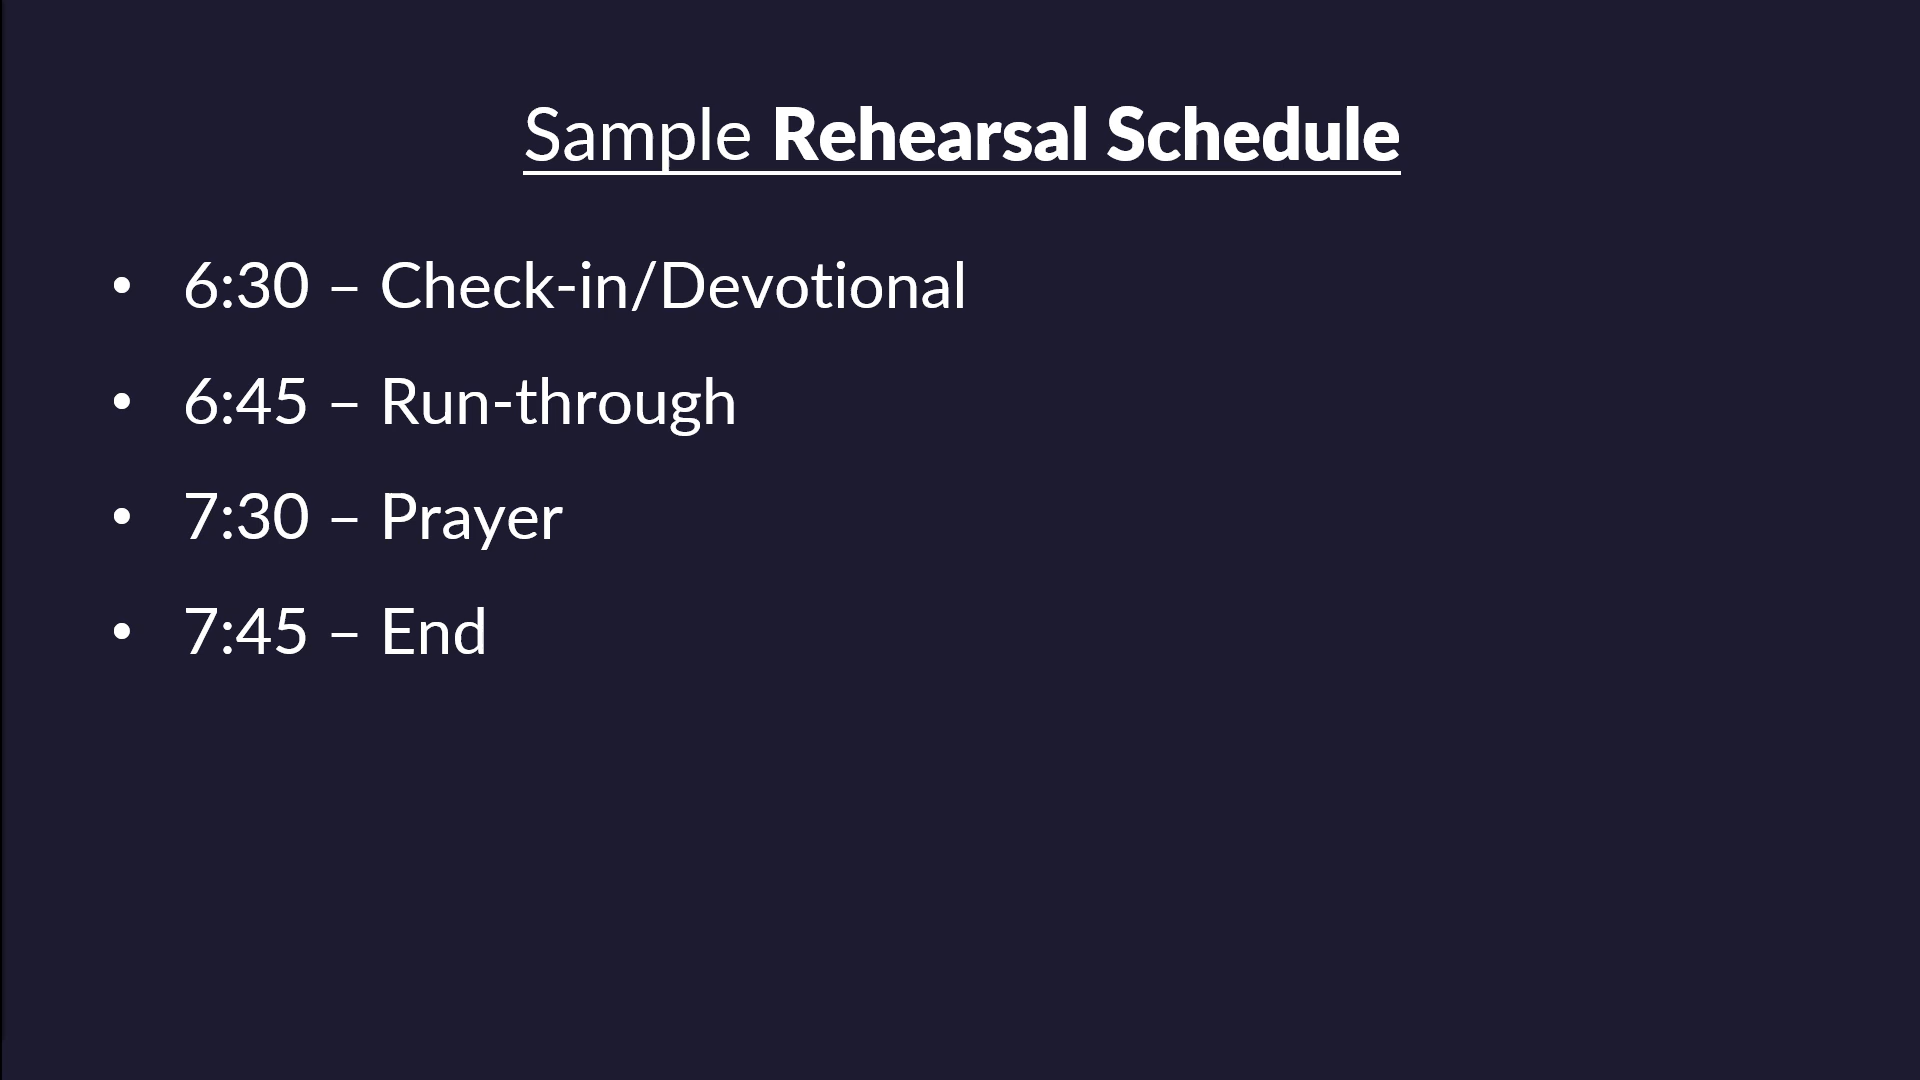 Sample Rehearsal Schedule
• 6:30 – Check-in/Devotional
• 6:45 – Run-through
• 7:30 – Prayer
• 7:45 – End